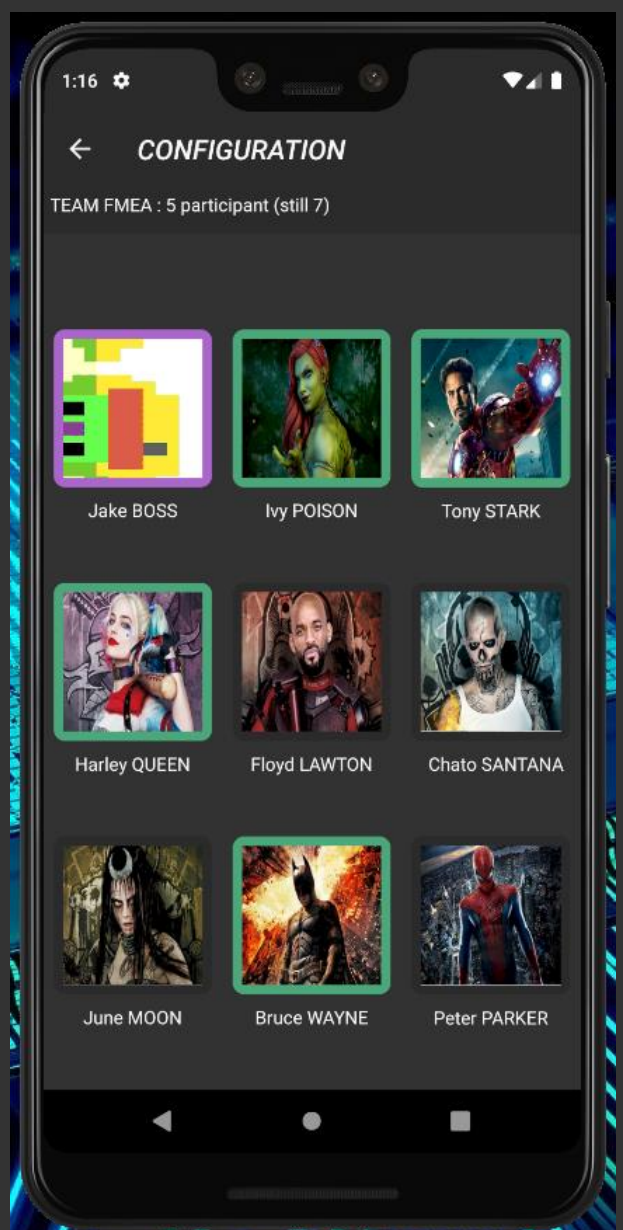 1:16
CONFIGURATION
TEAM FMEA : 5 participant (still 7)
Jake BOSS
Ivy POISON
Tony STARK
Harley QUEEN
Floyd LAWTON
Chato SANTANA
June MOON
Bruce WAYNE
Peter PARKER